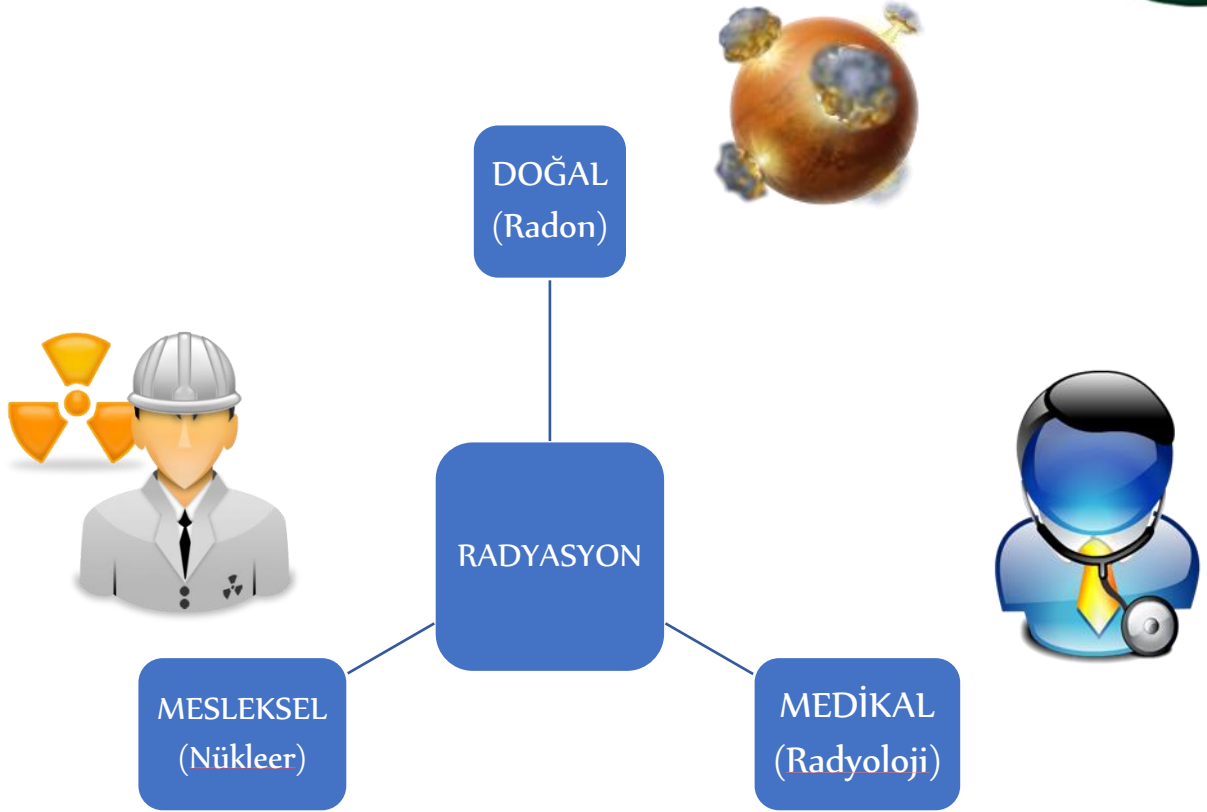 DOĞAL
(Radon)
RADYASYON
MESLEKSEL
(Nükleer)
MEDİKAL
(Radyoloji)